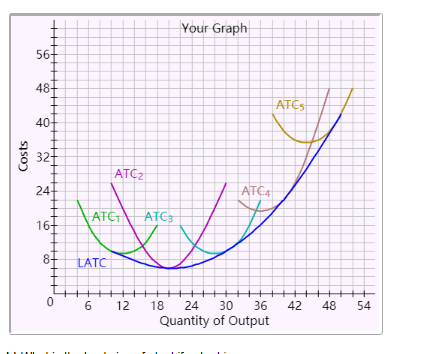 Your Graph
56
48
ATC5
40
Costs
32
ATC2
24
ATC4
ATC1
ATC3
16
LATC
8
0
6 12 18 24 30 36 42 48 54
Quantity of Output